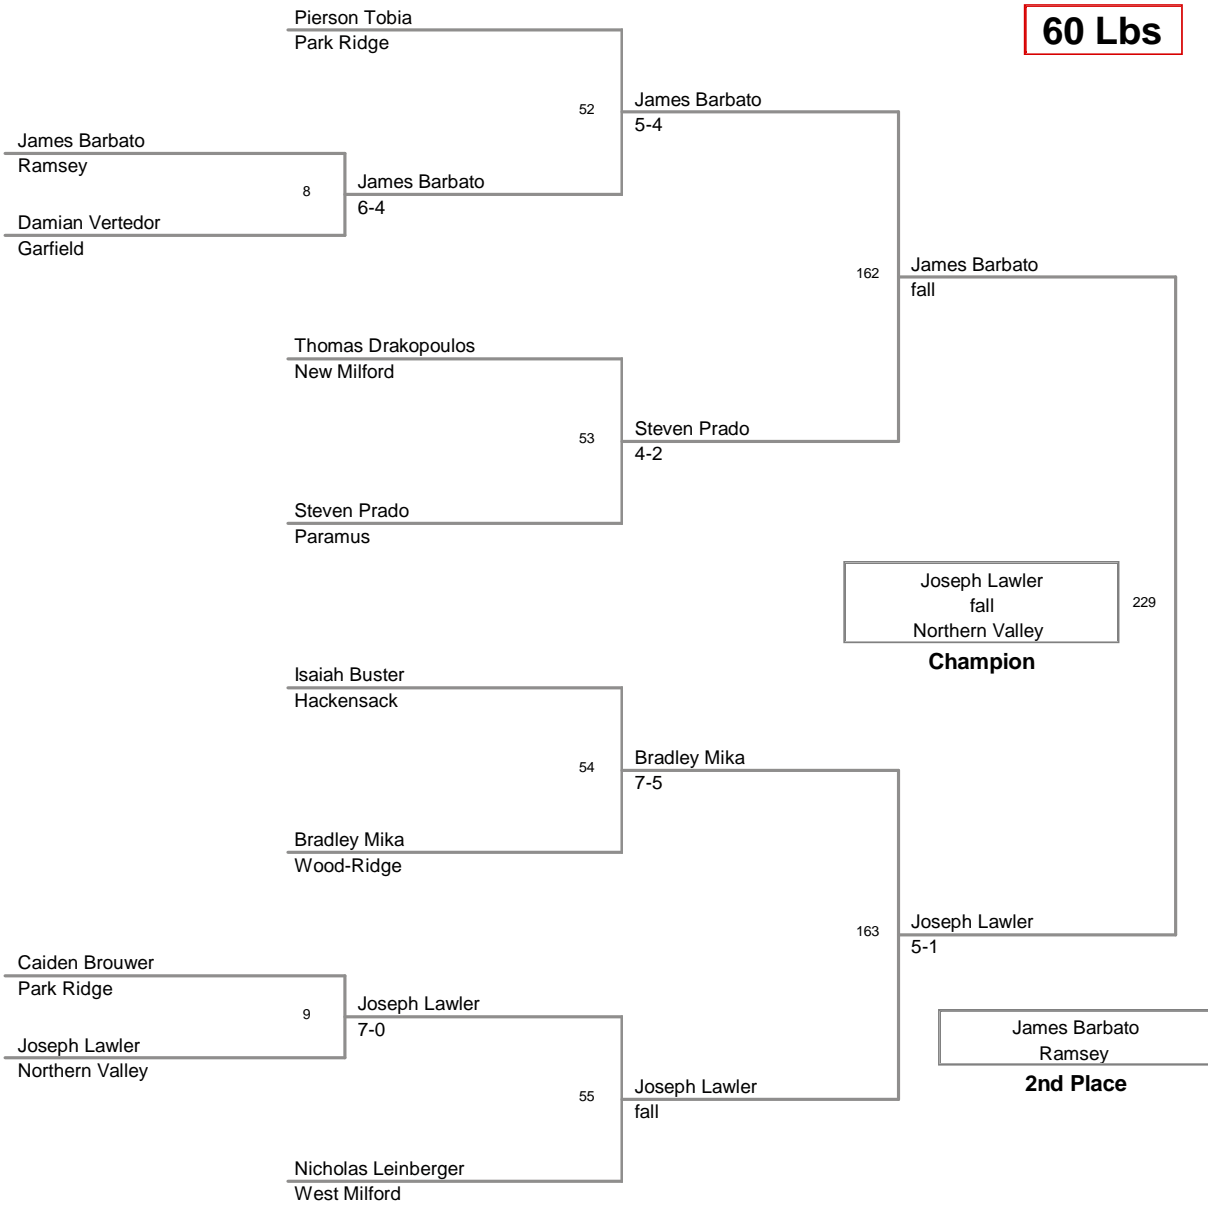 Pierson Tobia
Park Ridge
60 Lbs
52
James Barbato
5-4
James Barbato
Ramsey
8
James Barbato
6-4
Damian Vertedor
Garfield
162
James Barbato
fall
Thomas Drakopoulos
New Milford
53
Steven Prado
4-2
Steven Prado
Paramus
Joseph Lawler
fall
Northern Valley
229
Champion
Isaiah Buster
Hackensack
54
Bradley Mika
7-5
Bradley Mika
Wood-Ridge
163
Joseph Lawler
5-1
Caiden Brouwer
Park Ridge
9
Joseph Lawler
7-0
Joseph Lawler
Northern Valley
James Barbato
Ramsey
2nd Place
55
Joseph Lawler
fall
Nicholas Leinberger
West Milford